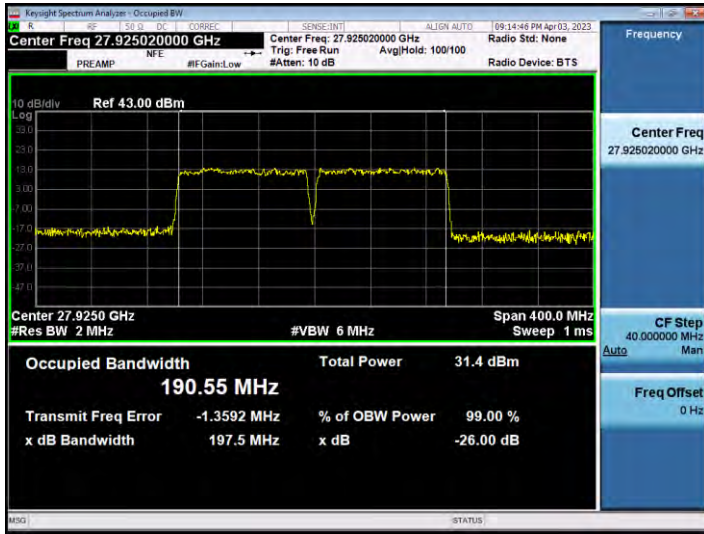 Keysight Spectrum Analyzer - Occupied BW
R RF 50 Ω DC CORREC SENSE:INT ALIGN AUTO 09:14:46 PM Apr 03, 2023
Center Freq 27.925020000 GHz Center Freq: 27.925020000 GHz Radio Std: None
NFE Trig: Free Run Avg|Hold: 100/100
PREAMP #IFGain:Low #Atten: 10 dB Radio Device: BTS
10 dB/div Ref 43.00 dBm
Log
33.0
23.0
13.0
3.00
-7.00
-17.0
-27.0
-37.0
-47.0
Center 27.9250 GHz Span 400.0 MHz
#Res BW 2 MHz #VBW 6 MHz Sweep 1 ms
Occupied Bandwidth Total Power 31.4 dBm
190.55 MHz
Transmit Freq Error -1.3592 MHz % of OBW Power 99.00 %
x dB Bandwidth 197.5 MHz x dB -26.00 dB
MSG STATUS
Frequency
Center Freq
27.925020000 GHz
CF Step
40.000000 MHz
Auto Man
Freq Offset
0 Hz